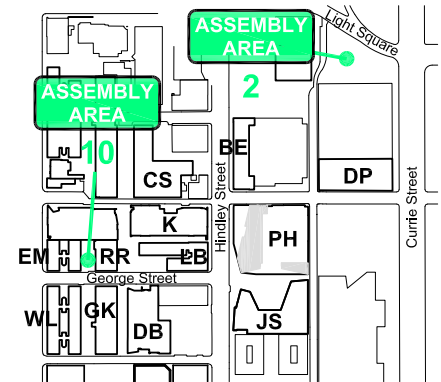 ASSEMBLY
AREA
2
Light Square
ASSEMBLY
AREA
10
BE
CS
DP
Hindley Street
Currie Street
K
PH
EM
RR
LB
George Street
WL
GK
DB
JS